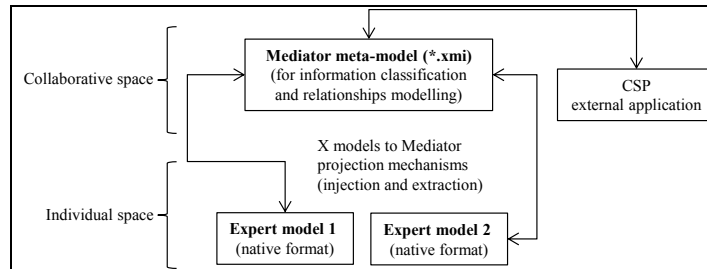 Collaborative space
Mediator meta-model (*.xmi)
(for information classification
and relationships modelling)
CSP
external application
X models to Mediator
projection mechanisms
(injection and extraction)
Individual space
Expert model 1
(native format)
Expert model 2
(native format)